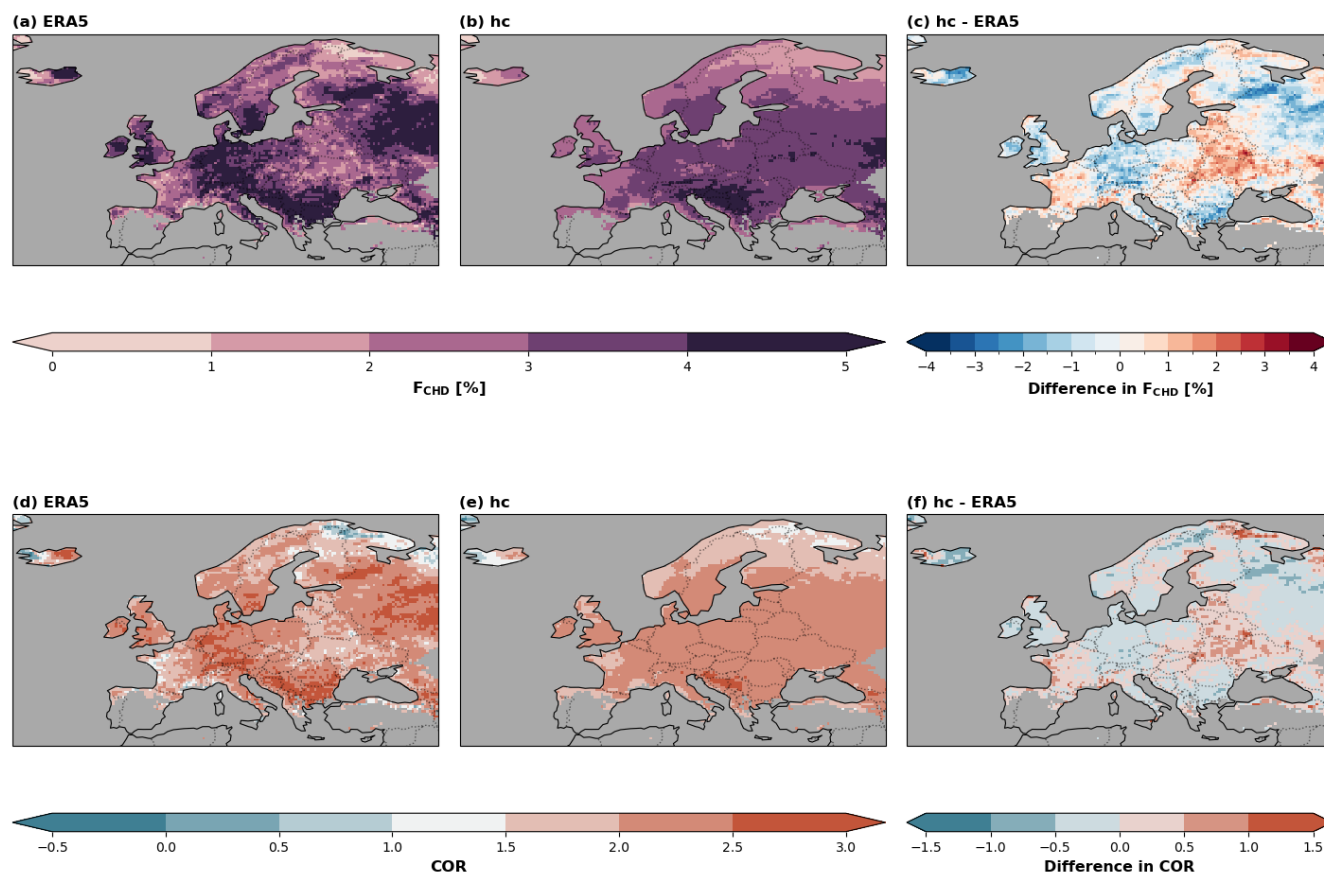 (a) ERA5
(b) hc
(c) hc - ERA5
0 1 2 3 4 5
F_CHD [%]
−4 −3 −2 −1 0 1 2 3 4
Difference in F_CHD [%]
(d) ERA5
(e) hc
(f) hc - ERA5
−0.5 0.0 0.5 1.0 1.5 2.0 2.5 3.0
COR
−1.5 −1.0 −0.5 0.0 0.5 1.0 1.5
Difference in COR